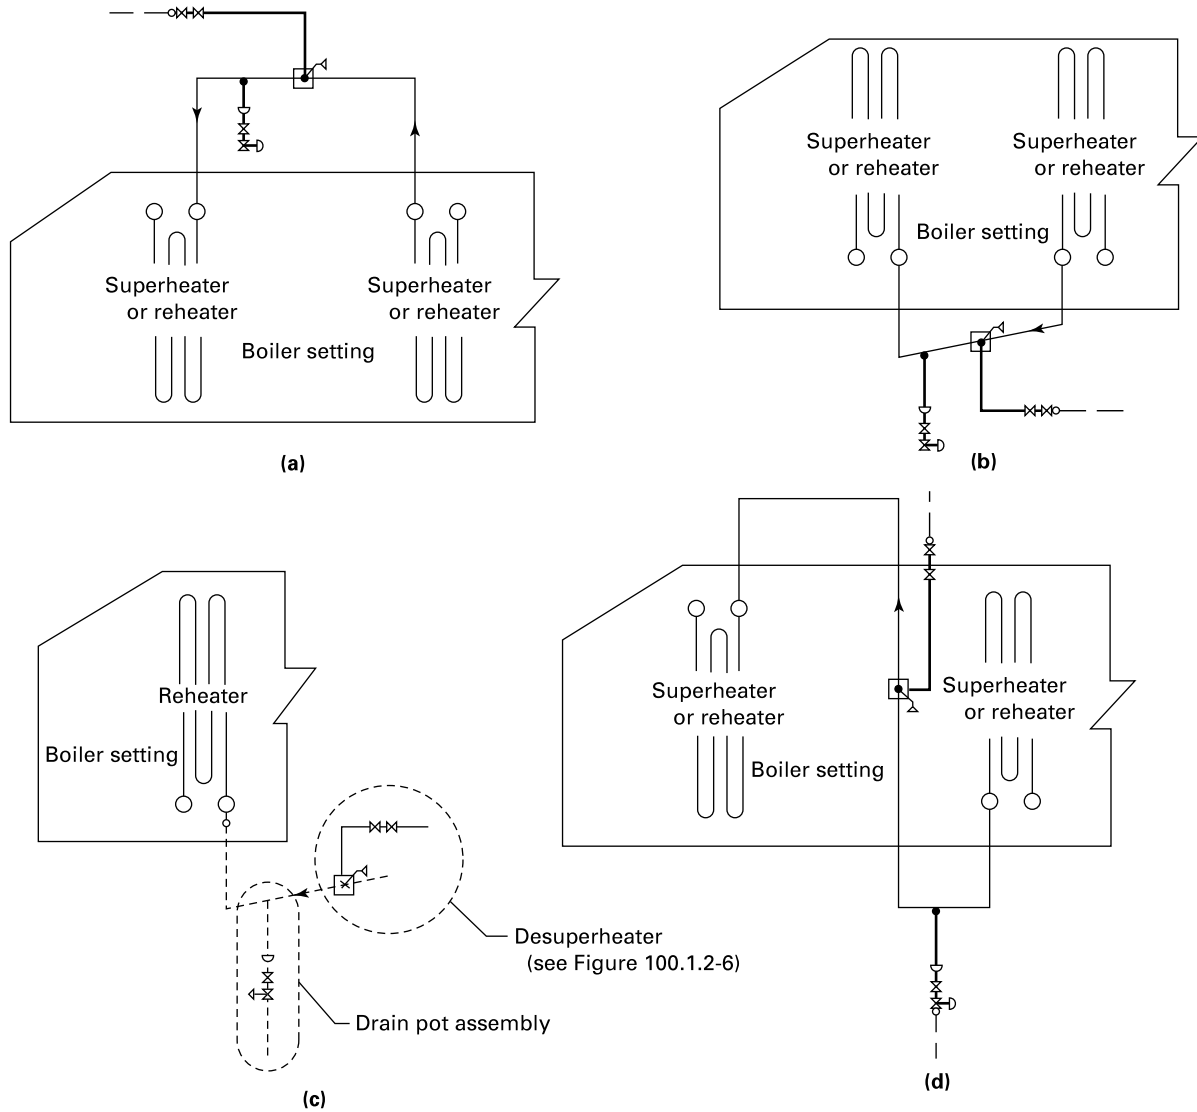 Superheater
or reheater
Superheater
or reheater
Boiler setting
(a)
Superheater
or reheater
Superheater
or reheater
Boiler setting
(b)
Reheater
Boiler setting
Desuperheater
(see Figure 100.1.2-6)
Drain pot assembly
(c)
Superheater
or reheater
Superheater
or reheater
Boiler setting
(d)